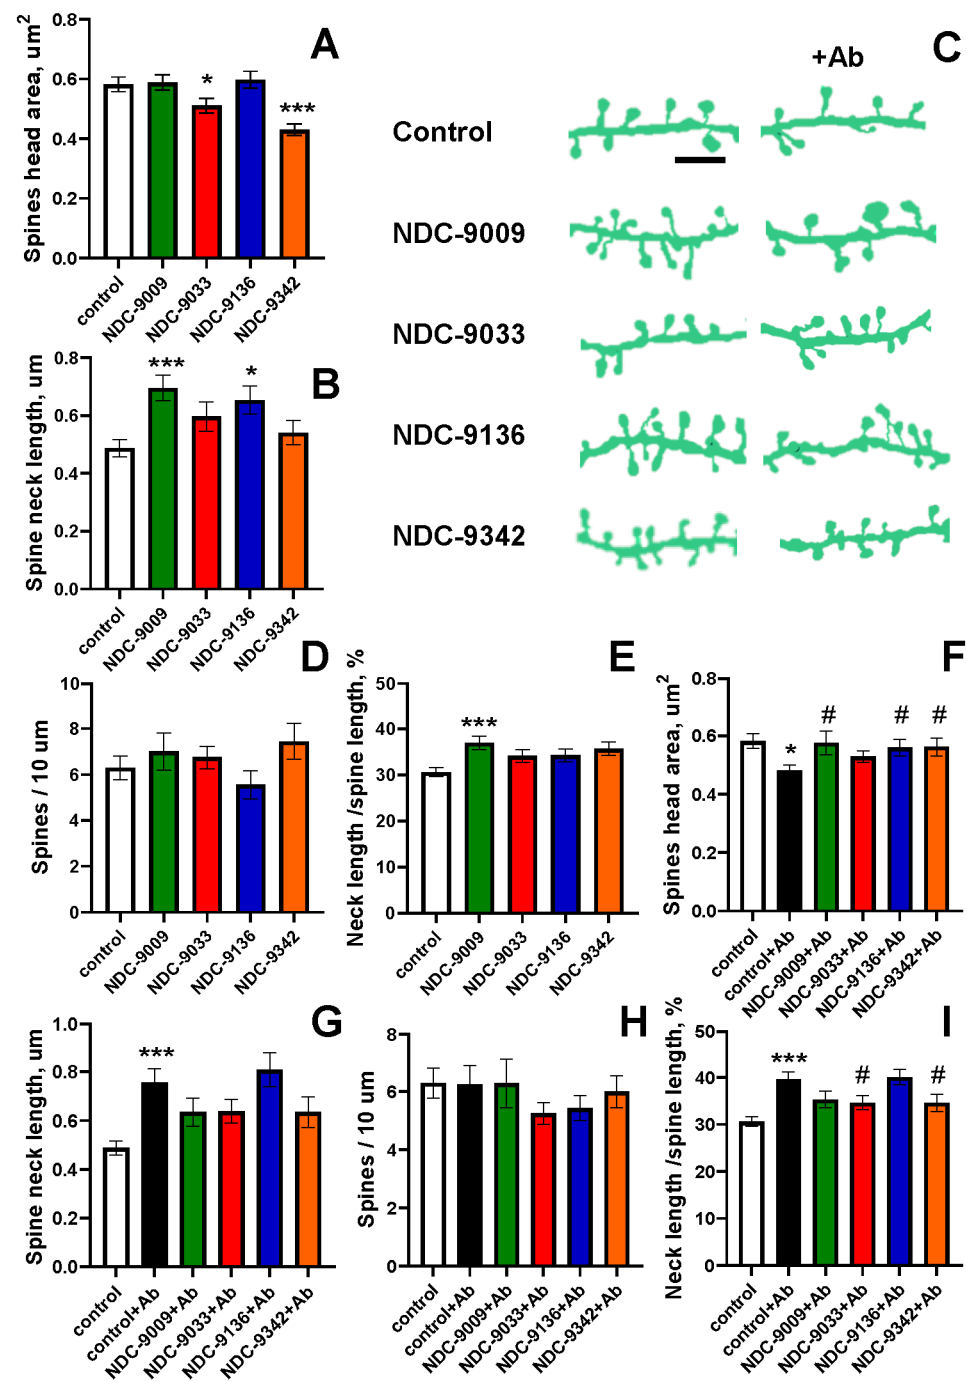 A
Spines head area, um2
0.8
0.6
0.4
0.2
0.0
*
***
control
NDC-9009
NDC-9033
NDC-9136
NDC-9342
B
Spine neck length, um
0.8
0.6
0.4
0.2
0.0
***
*
control
NDC-9009
NDC-9033
NDC-9136
NDC-9342
C
+Ab
Control
NDC-9009
NDC-9033
NDC-9136
NDC-9342
D
Spines / 10 um
10
8
6
4
2
0
control
NDC-9009
NDC-9033
NDC-9136
NDC-9342
E
Neck length /spine length, %
50
40
30
20
10
0
***
control
NDC-9009
NDC-9033
NDC-9136
NDC-9342
F
Spines head area, um2
0.8
0.6
0.4
0.2
0.0
*
#
#
#
control
control+Ab
NDC-9009+Ab
NDC-9033+Ab
NDC-9136+Ab
NDC-9342+Ab
G
Spine neck length, um
1.0
0.8
0.6
0.4
0.2
0.0
***
control
control+Ab
NDC-9009+Ab
NDC-9033+Ab
NDC-9136+Ab
NDC-9342+Ab
H
Spines / 10 um
8
6
4
2
0
control
control+Ab
NDC-9009+Ab
NDC-9033+Ab
NDC-9136+Ab
NDC-9342+Ab
I
Neck length /spine length, %
50
40
30
20
10
0
***
#
#
control
control+Ab
NDC-9009+Ab
NDC-9033+Ab
NDC-9136+Ab
NDC-9342+Ab